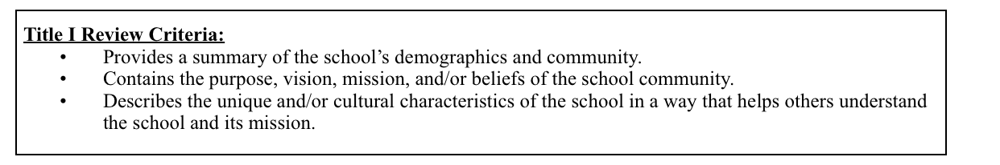 Title I Review Criteria:
• Provides a summary of the school’s demographics and community.
• Contains the purpose, vision, mission, and/or beliefs of the school community.
• Describes the unique and/or cultural characteristics of the school in a way that helps others understand
the school and its mission.